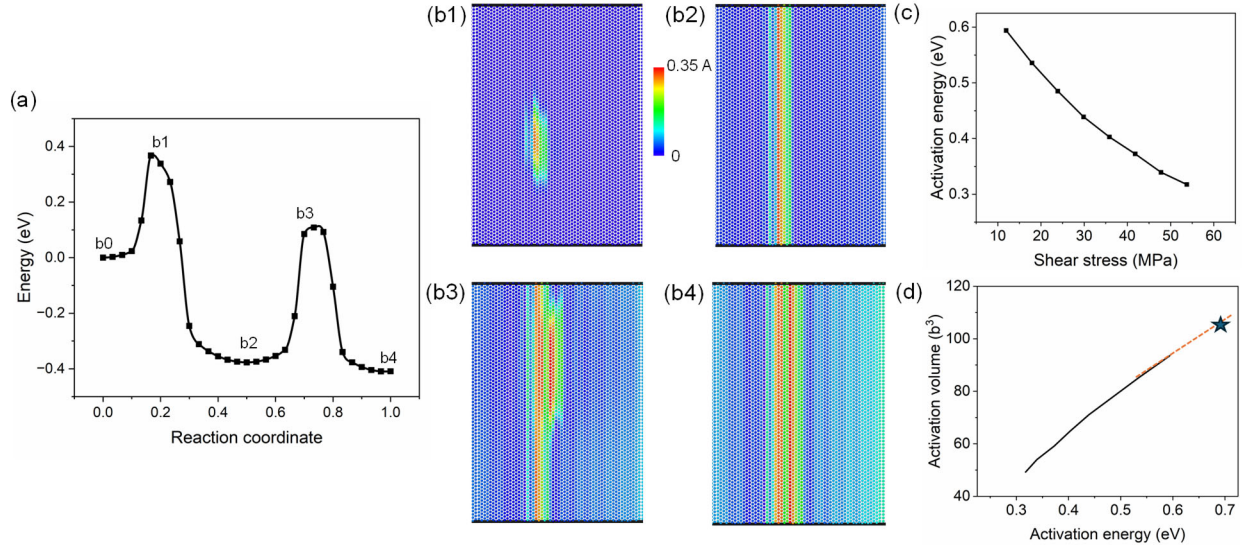 (a)
Energy (eV)
0.4
0.2
0.0
−0.2
−0.4
b0
b1
b2
b3
b4
0.0 0.2 0.4 0.6 0.8 1.0
Reaction coordinate
(b1)
0.35 A
0
(b2)
(b3)
(b4)
(c)
Activation energy (eV)
0.6
0.5
0.4
0.3
10 20 30 40 50 60
Shear stress (MPa)
(d)
Activation volume (b³)
120
100
80
60
40
0.3 0.4 0.5 0.6 0.7
Activation energy (eV)